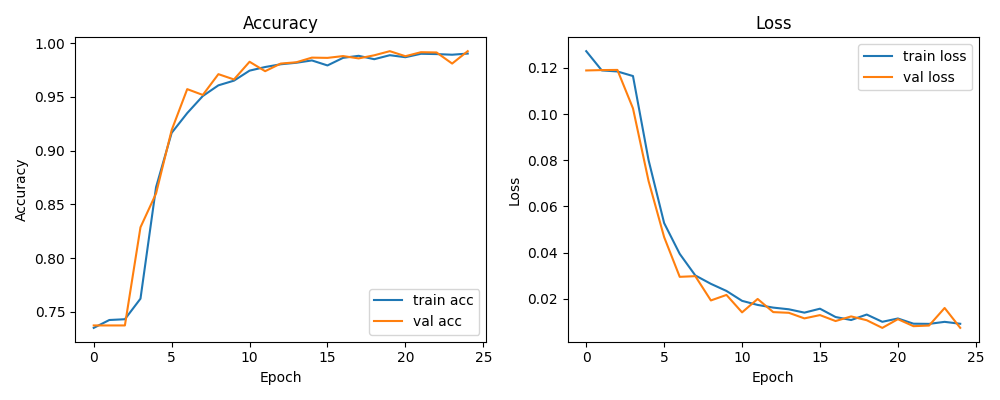 Accuracy
1.00
0.95
0.90
0.85
0.80
0.75
Accuracy
train acc
val acc
0 5 10 15 20 25
Epoch
Loss
0.12
0.10
0.08
0.06
0.04
0.02
Loss
train loss
val loss
0 5 10 15 20 25
Epoch